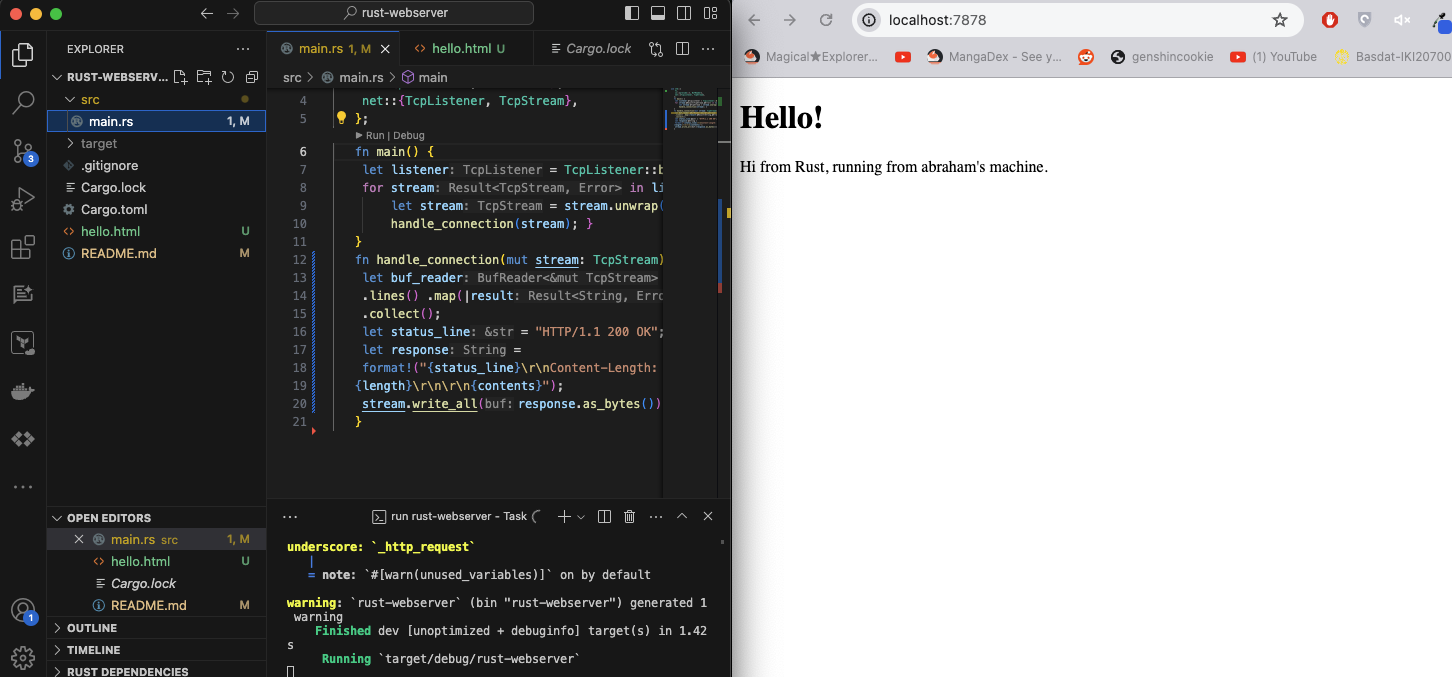 rust-webserver
EXPLORER
RUST-WEBSERV...
src
main.rs 1, M
target
.gitignore
Cargo.lock
Cargo.toml
hello.html U
README.md M
OPEN EDITORS
main.rs src 1, M
hello.html U
Cargo.lock
README.md M
OUTLINE
TIMELINE
RUST DEPENDENCIES
3
1
main.rs 1, M
hello.html U
Cargo.lock
src > main.rs > main
4 net::{TcpListener, TcpStream},
5 };
Run | Debug
6 fn main() {
7 let listener: TcpListener = TcpListener::b
8 for stream: Result<TcpStream, Error> in li
9 let stream: TcpStream = stream.unwrap(
10 handle_connection(stream); }
11 }
12 fn handle_connection(mut stream: TcpStream)
13 let buf_reader: BufReader<&mut TcpStream>
14 .lines() .map(|result: Result<String, Erro
15 .collect();
16 let status_line: &str = "HTTP/1.1 200 OK";
17 let response: String =
18 format!("{status_line}\r\nContent-Length:
19 {length}\r\n\r\n{contents}");
20 stream.write_all(buf: response.as_bytes())
21 }
run rust-webserver - Task
underscore: `_http_request`
|
= note: `#[warn(unused_variables)]` on by default
warning: `rust-webserver` (bin "rust-webserver") generated 1
warning
Finished dev [unoptimized + debuginfo] target(s) in 1.42
s
Running `target/debug/rust-webserver`
localhost:7878
Magical★Explorer...
MangaDex - See y...
genshincookie
(1) YouTube
Basdat-IKI20700
Hello!
Hi from Rust, running from abraham's machine.